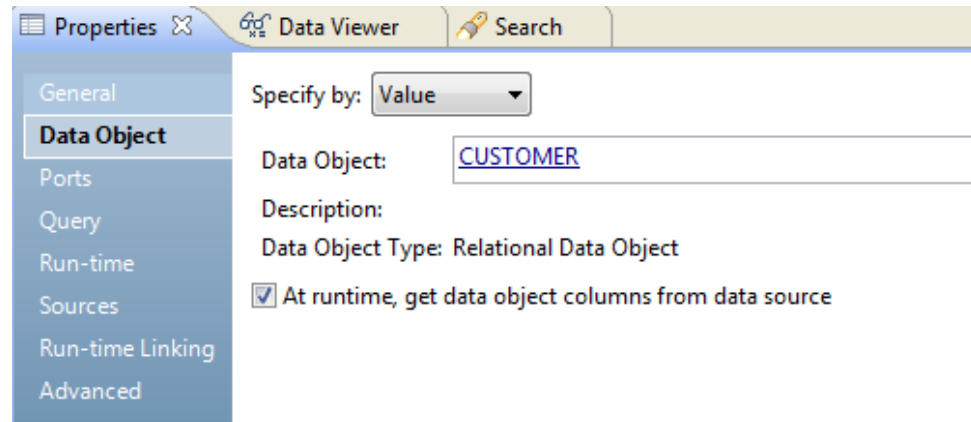 Properties Data Viewer Search
General
Data Object
Ports
Query
Run-time
Sources
Run-time Linking
Advanced
Specify by: Value
Data Object: CUSTOMER
Description:
Data Object Type: Relational Data Object
At runtime, get data object columns from data source